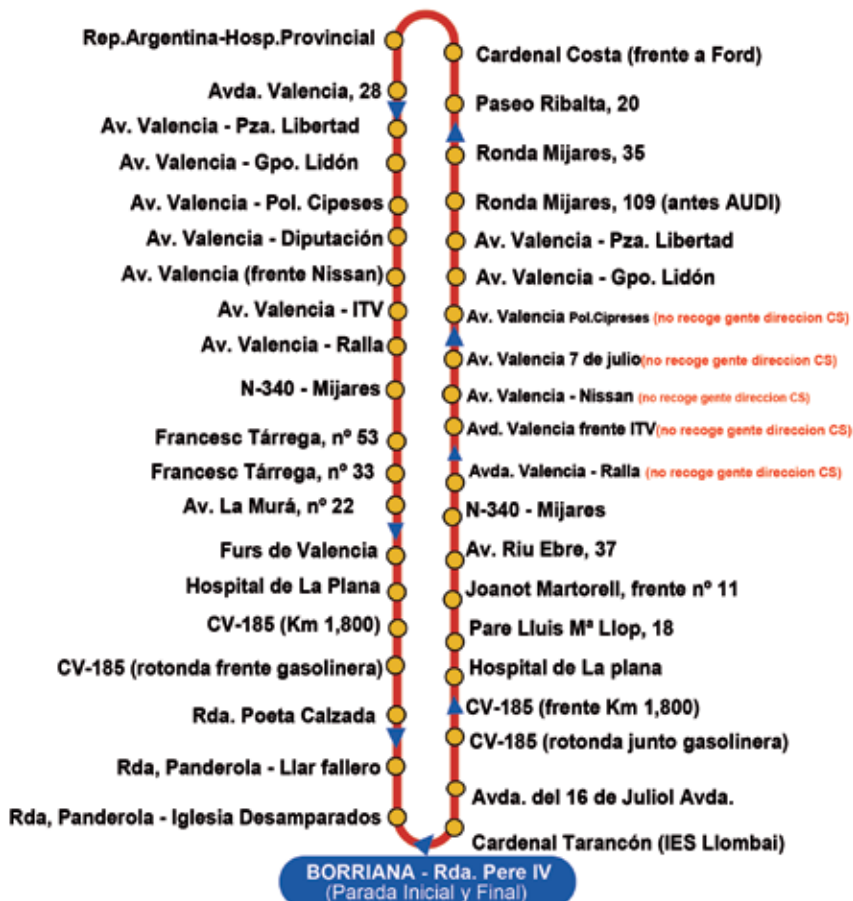 Rep.Argentina-Hosp.Provincial
Avda. Valencia, 28
Av. Valencia - Pza. Libertad
Av. Valencia - Gpo. Lidón
Av. Valencia - Pol. Cipeses
Av. Valencia - Diputación
Av. Valencia (frente Nissan)
Av. Valencia - ITV
Av. Valencia - Ralla
N-340 - Mijares
Francesc Tárrega, nº 53
Francesc Tárrega, nº 33
Av. La Murá, nº 22
Furs de Valencia
Hospital de La Plana
CV-185 (Km 1,800)
CV-185 (rotonda frente gasolinera)
Rda. Poeta Calzada
Rda, Panderola - Llar fallero
Rda, Panderola - Iglesia Desamparados
Cardenal Costa (frente a Ford)
Paseo Ribalta, 20
Ronda Mijares, 35
Ronda Mijares, 109 (antes AUDI)
Av. Valencia - Pza. Libertad
Av. Valencia - Gpo. Lidón
Av. Valencia Pol.Cipreses (no recoge gente direccion CS)
Av. Valencia 7 de julio(no recoge gente direccion CS)
Av. Valencia - Nissan (no recoge gente direccion CS)
Avd. Valencia frente ITV(no recoge gente direccion CS)
Avda. Valencia - Ralla (no recoge gente direccion CS)
N-340 - Mijares
Av. Riu Ebre, 37
Joanot Martorell, frente nº 11
Pare Lluis Mª Llop, 18
Hospital de La plana
CV-185 (frente Km 1,800)
CV-185 (rotonda junto gasolinera)
Avda. del 16 de Juliol Avda.
Cardenal Tarancón (IES Llombai)
BORRIANA - Rda. Pere IV
(Parada Inicial y Final)